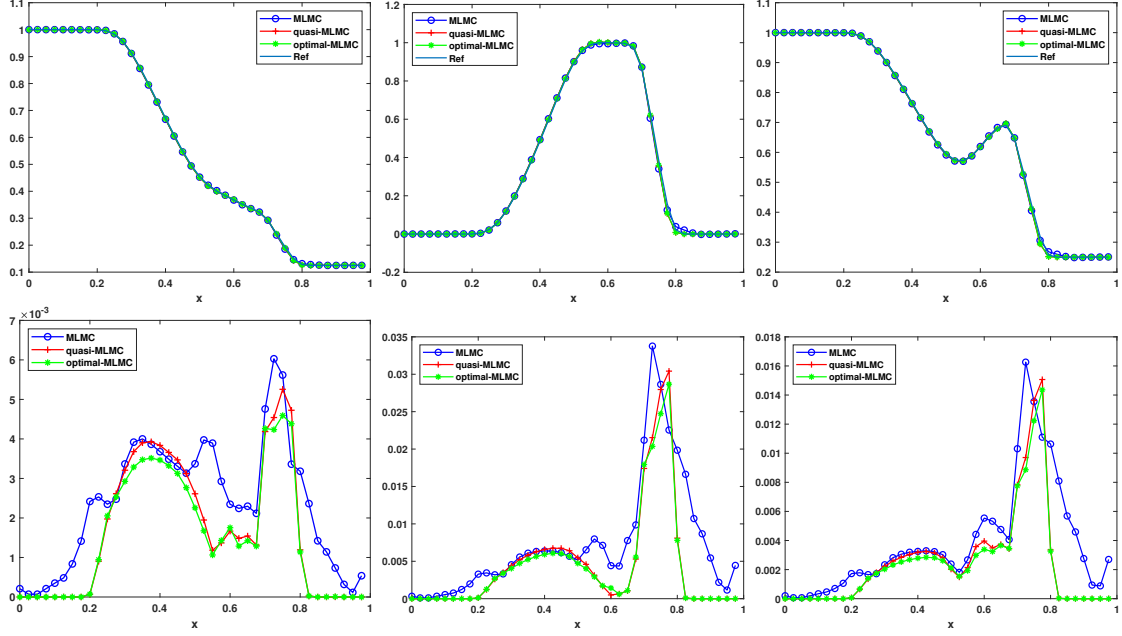 1.1
1
0.9
0.8
0.7
0.6
0.5
0.4
0.3
0.2
0.1
0 0.2 0.4 0.6 0.8 1
x
MLMC
quasi-MLMC
optimal-MLMC
Ref
1.2
1
0.8
0.6
0.4
0.2
0
-0.2
0 0.2 0.4 0.6 0.8 1
x
MLMC
quasi-MLMC
optimal-MLMC
Ref
1.1
1
0.9
0.8
0.7
0.6
0.5
0.4
0.3
0.2
0 0.2 0.4 0.6 0.8 1
x
MLMC
quasi-MLMC
optimal-MLMC
Ref
×10-3
7
6
5
4
3
2
1
0
0 0.2 0.4 0.6 0.8 1
x
MLMC
quasi-MLMC
optimal-MLMC
0.035
0.03
0.025
0.02
0.015
0.01
0.005
0
0 0.2 0.4 0.6 0.8 1
x
MLMC
quasi-MLMC
optimal-MLMC
0.018
0.016
0.014
0.012
0.01
0.008
0.006
0.004
0.002
0
0 0.2 0.4 0.6 0.8 1
x
MLMC
quasi-MLMC
optimal-MLMC